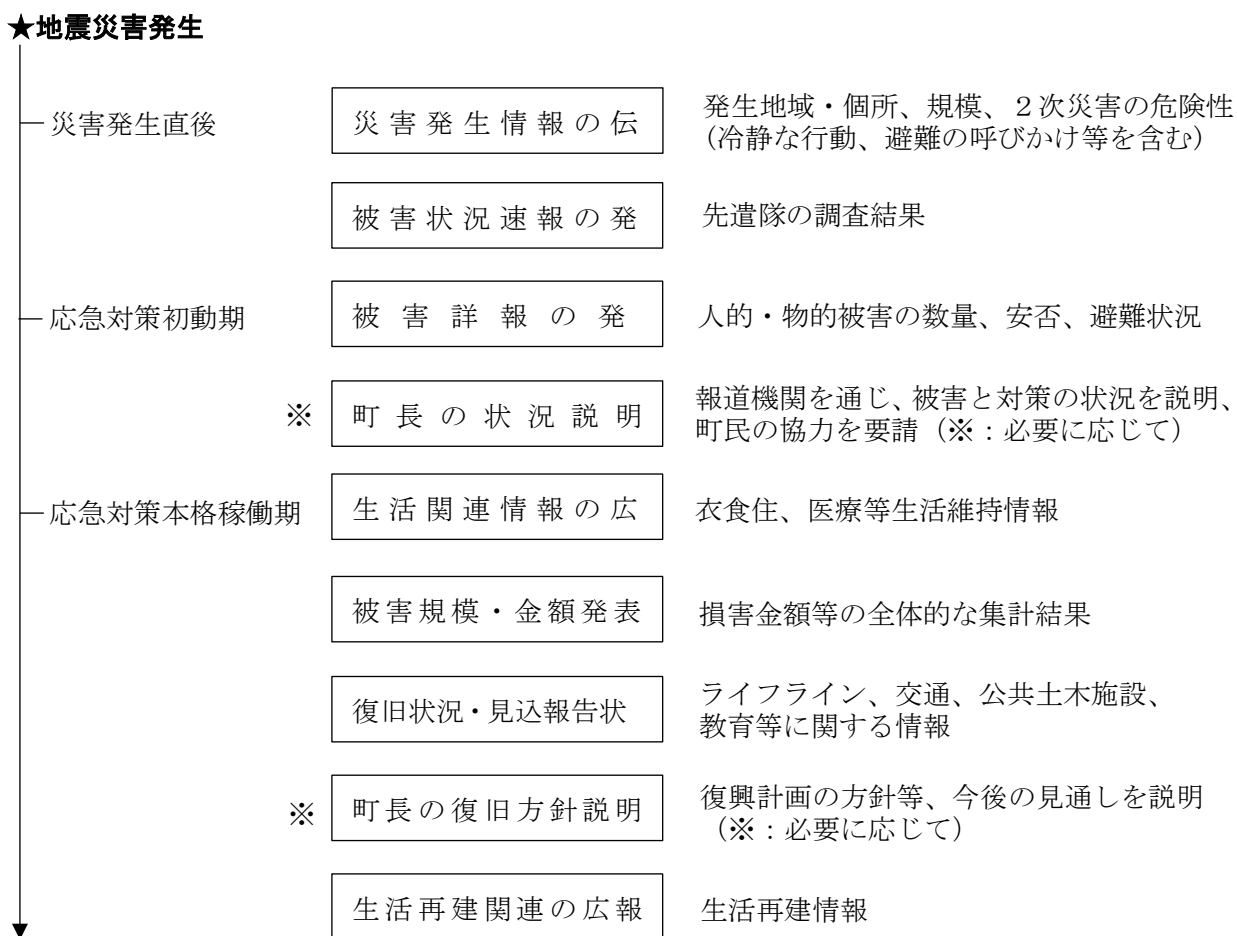 ★地震災害発生
災害発生直後
災害発生情報の伝
発生地域・個所、規模、２次災害の危険性
(冷静な行動、避難の呼びかけ等を含む)
被害状況速報の発
先遣隊の調査結果
応急対策初動期
被害詳報の発
人的・物的被害の数量、安否、避難状況
※
町長の状況説明
報道機関を通じ、被害と対策の状況を説明、
町民の協力を要請（※：必要に応じて）
応急対策本格稼働期
生活関連情報の広
衣食住、医療等生活維持情報
被害規模・金額発表
損害金額等の全体的な集計結果
復旧状況・見込報告状
ライフライン、交通、公共土木施設、
教育等に関する情報
※
町長の復旧方針説明
復興計画の方針等、今後の見通しを説明
（※：必要に応じて）
生活再建関連の広報
生活再建情報